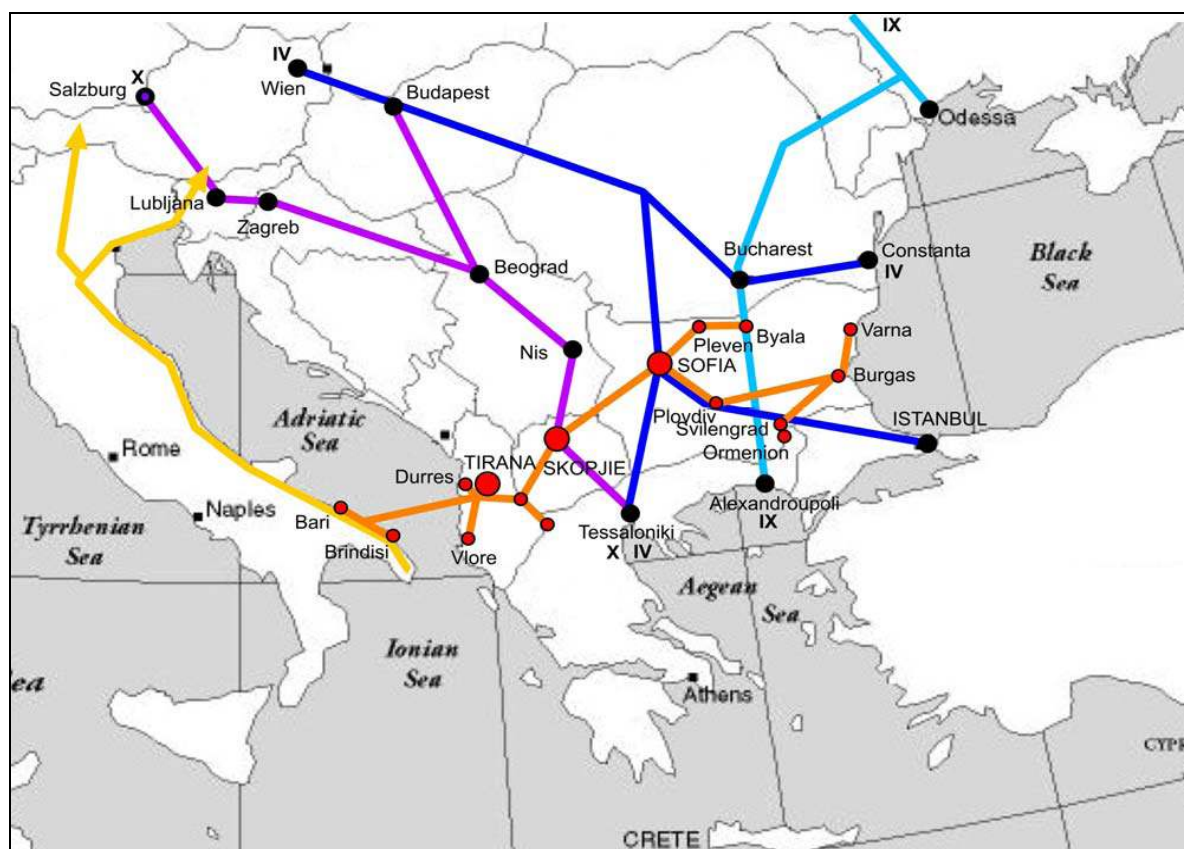 IX
IV
X
Wien
Salzburg
Budapest
Odessa
Lubljana
Zagreb
Bucharest
Constanta
IV
Black
Sea
Beograd
Nis
Pleven
Byala
Varna
SOFIA
Burgas
Plovdiv
Adriatic
Sea
Svilengrad
ISTANBUL
Ormenion
Rome
TIRANA
SKOPJIE
Durres
Naples
Bari
Alexandroupoli
IX
Tyrrhenian
Sea
Brindisi
Vlore
Tessaloniki
X IV
Aegean
Sea
Ionian
Sea
ea
Athens
CYPR
CRETE